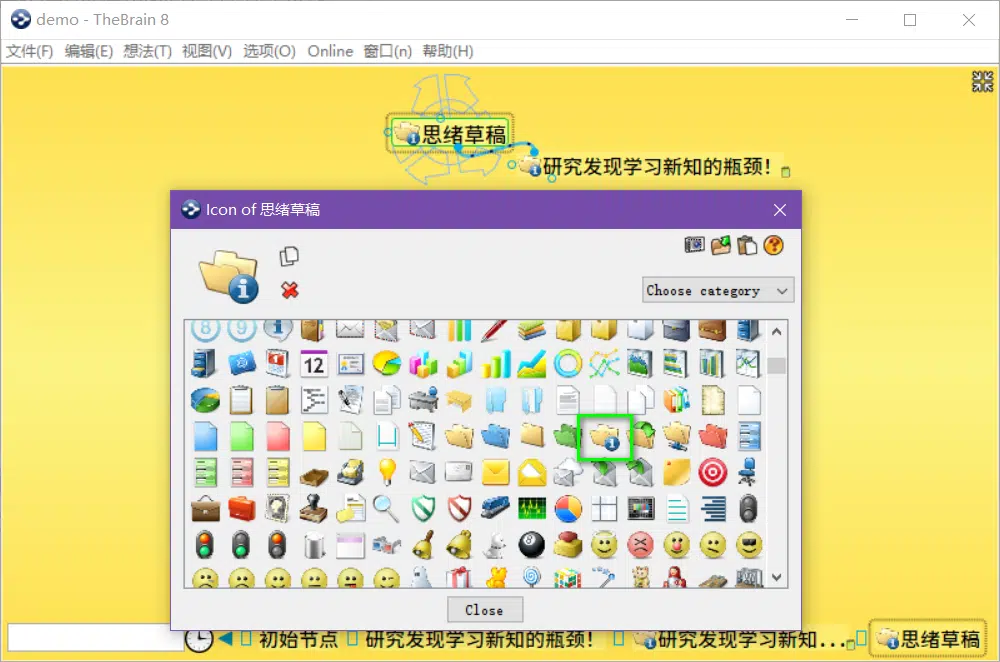 demo - TheBrain 8
文件(F) 编辑(E) 想法(T) 视图(V) 选项(O) Online 窗口(n) 帮助(H)
思绪草稿
研究发现学习新知的瓶颈！
Icon of 思绪草稿
Choose category
8 9
12
8
Close
初始节点 研究发现学习新知的瓶颈！ 研究发现学习新知... 思绪草稿